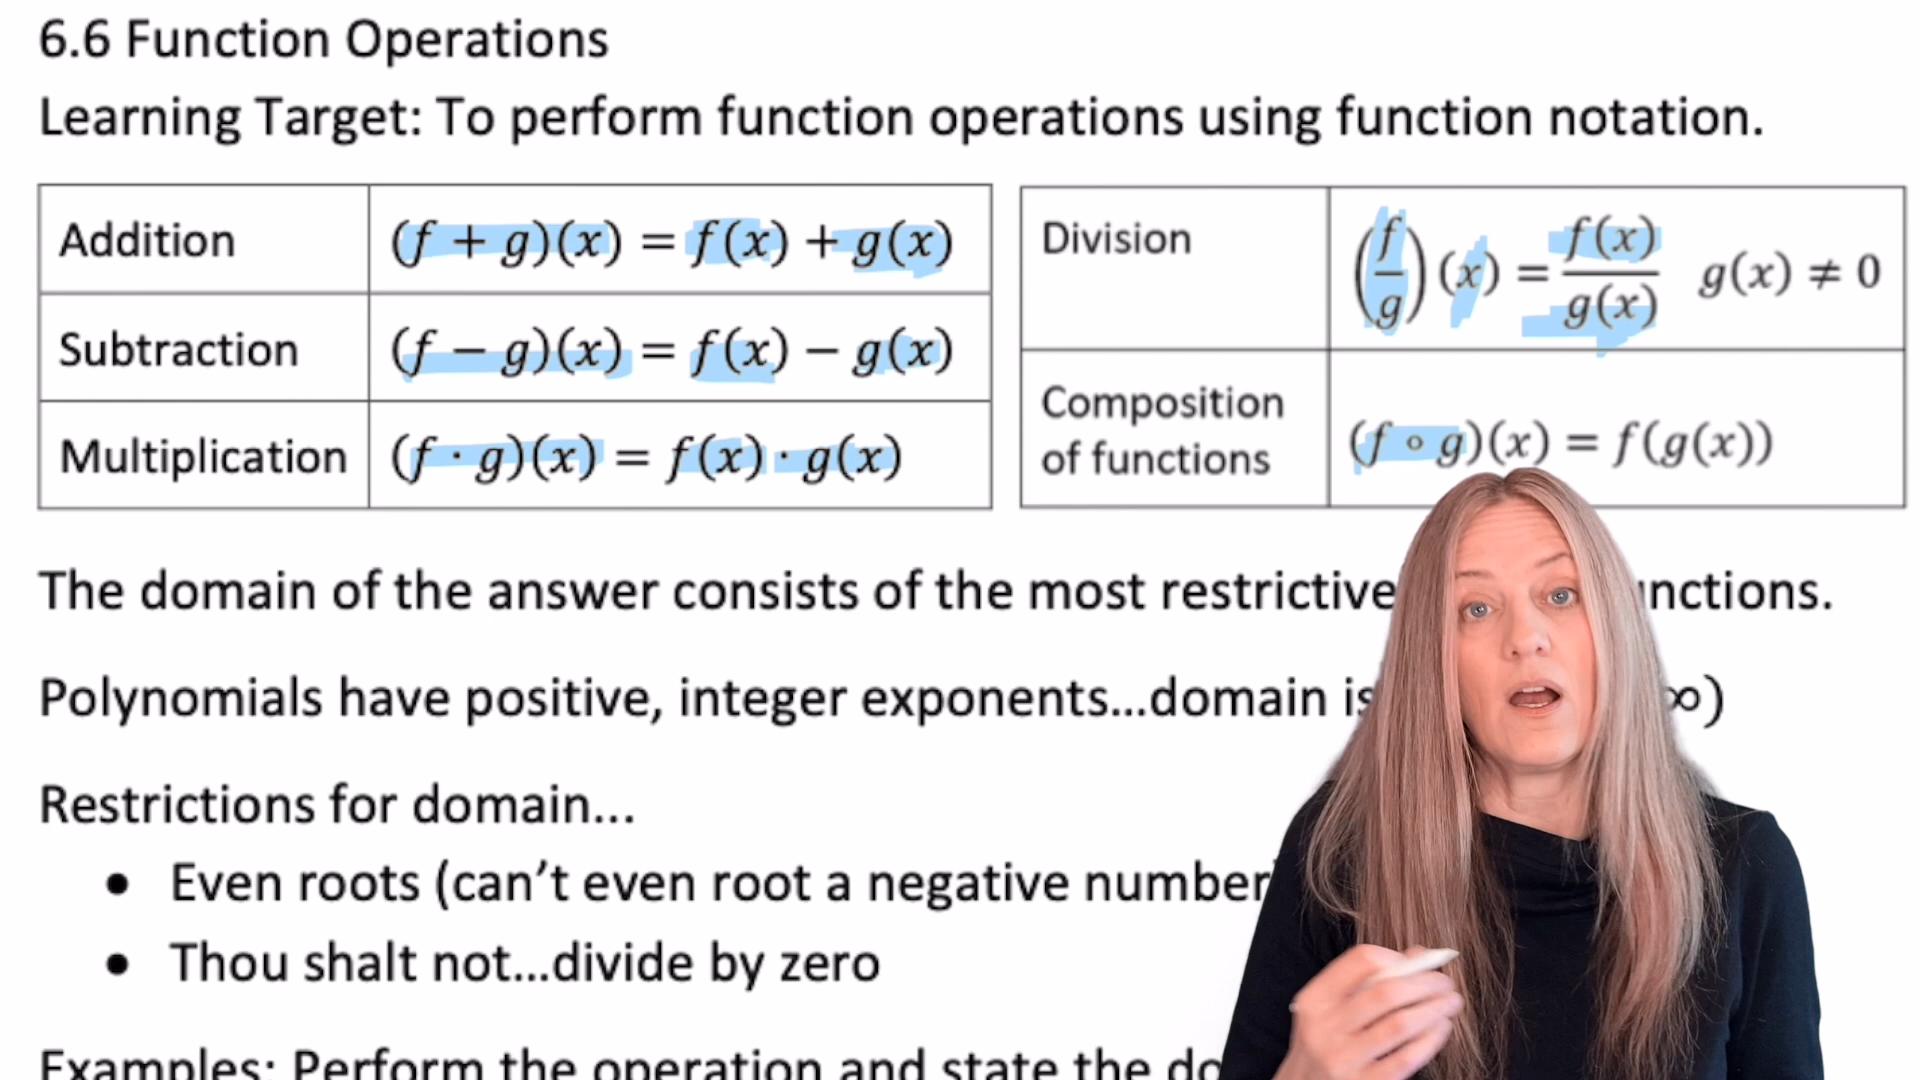 6.6 Function Operations
Learning Target: To perform function operations using function notation.
Addition (f + g)(x) = f(x) + g(x)
Subtraction (f − g)(x) = f(x) − g(x)
Multiplication (f · g)(x) = f(x) · g(x)
Division (f/g)(x) = f(x)/g(x) g(x) ≠ 0
Composition
of functions (f ∘ g)(x) = f(g(x))
The domain of the answer consists of the most restrictive nctions.
Polynomials have positive, integer exponents...domain is ∞)
Restrictions for domain...
• Even roots (can't even root a negative number
• Thou shalt not...divide by zero
Examples: Perform the operation and state the do